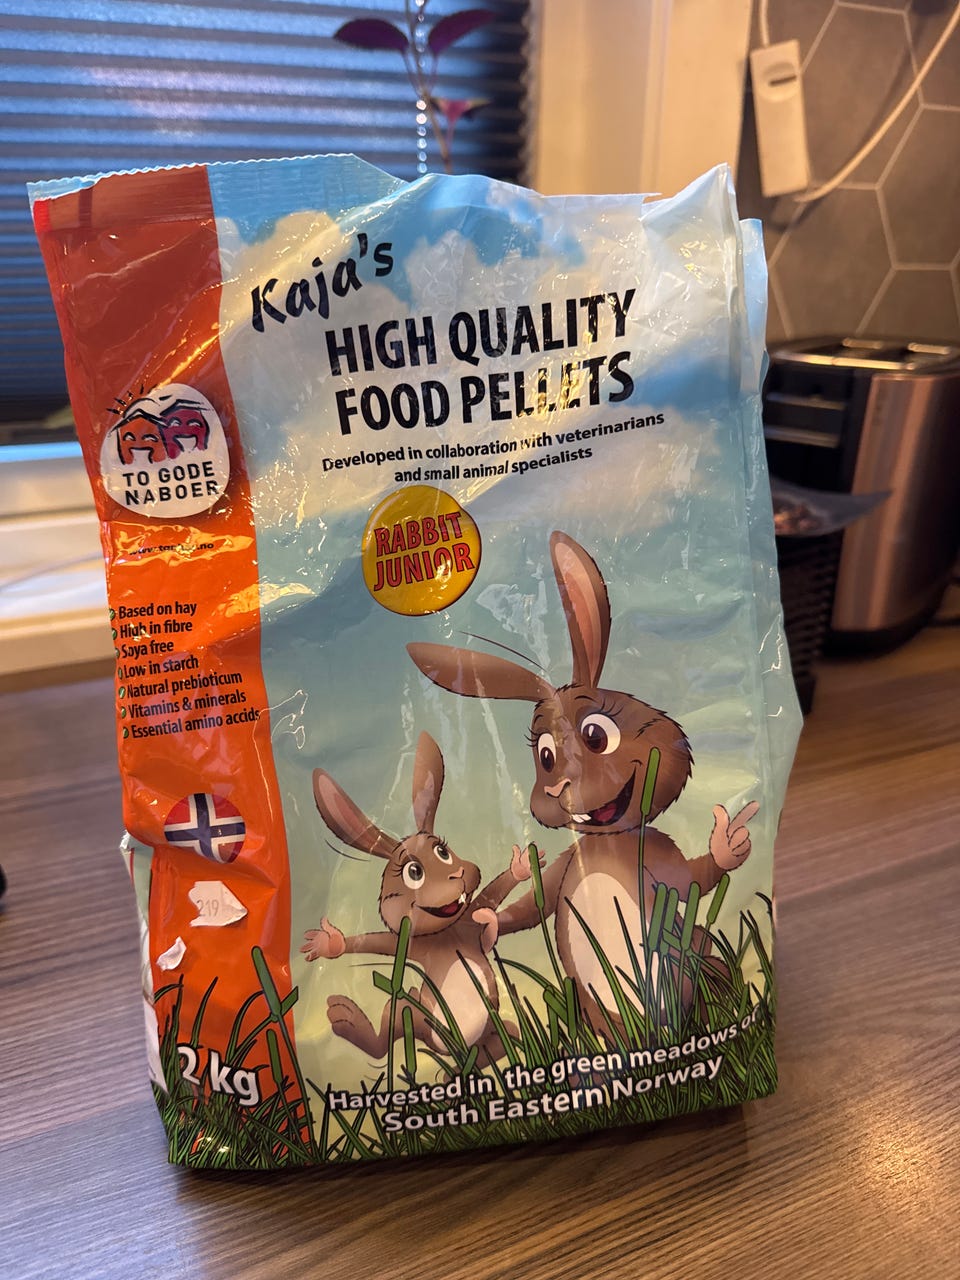 Kaja's
HIGH QUALITY
FOOD PELLETS
Developed in collaboration with veterinarians
and small animal specialists
RABBIT
JUNIOR
TO GODE
NABOER
Based on hay
High in fibre
Soya free
Low in starch
Natural prebioticum
Vitamins & minerals
Essential amino acids
219
2 kg
Harvested in the green meadows of
South Eastern Norway